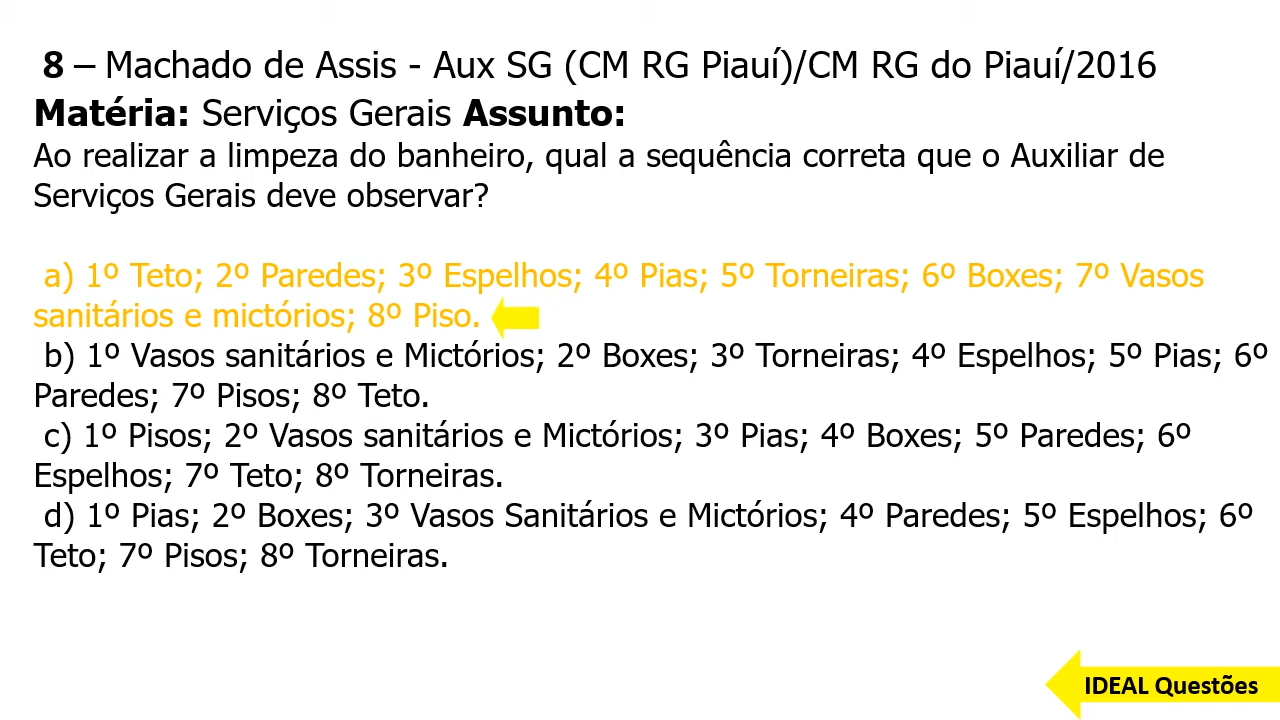 8 – Machado de Assis - Aux SG (CM RG Piauí)/CM RG do Piauí/2016
Matéria: Serviços Gerais Assunto:
Ao realizar a limpeza do banheiro, qual a sequência correta que o Auxiliar de
Serviços Gerais deve observar?
a) 1º Teto; 2º Paredes; 3º Espelhos; 4º Pias; 5º Torneiras; 6º Boxes; 7º Vasos
sanitários e mictórios; 8º Piso.
b) 1º Vasos sanitários e Mictórios; 2º Boxes; 3º Torneiras; 4º Espelhos; 5º Pias; 6º
Paredes; 7º Pisos; 8º Teto.
c) 1º Pisos; 2º Vasos sanitários e Mictórios; 3º Pias; 4º Boxes; 5º Paredes; 6º
Espelhos; 7º Teto; 8º Torneiras.
d) 1º Pias; 2º Boxes; 3º Vasos Sanitários e Mictórios; 4º Paredes; 5º Espelhos; 6º
Teto; 7º Pisos; 8º Torneiras.
IDEAL Questões